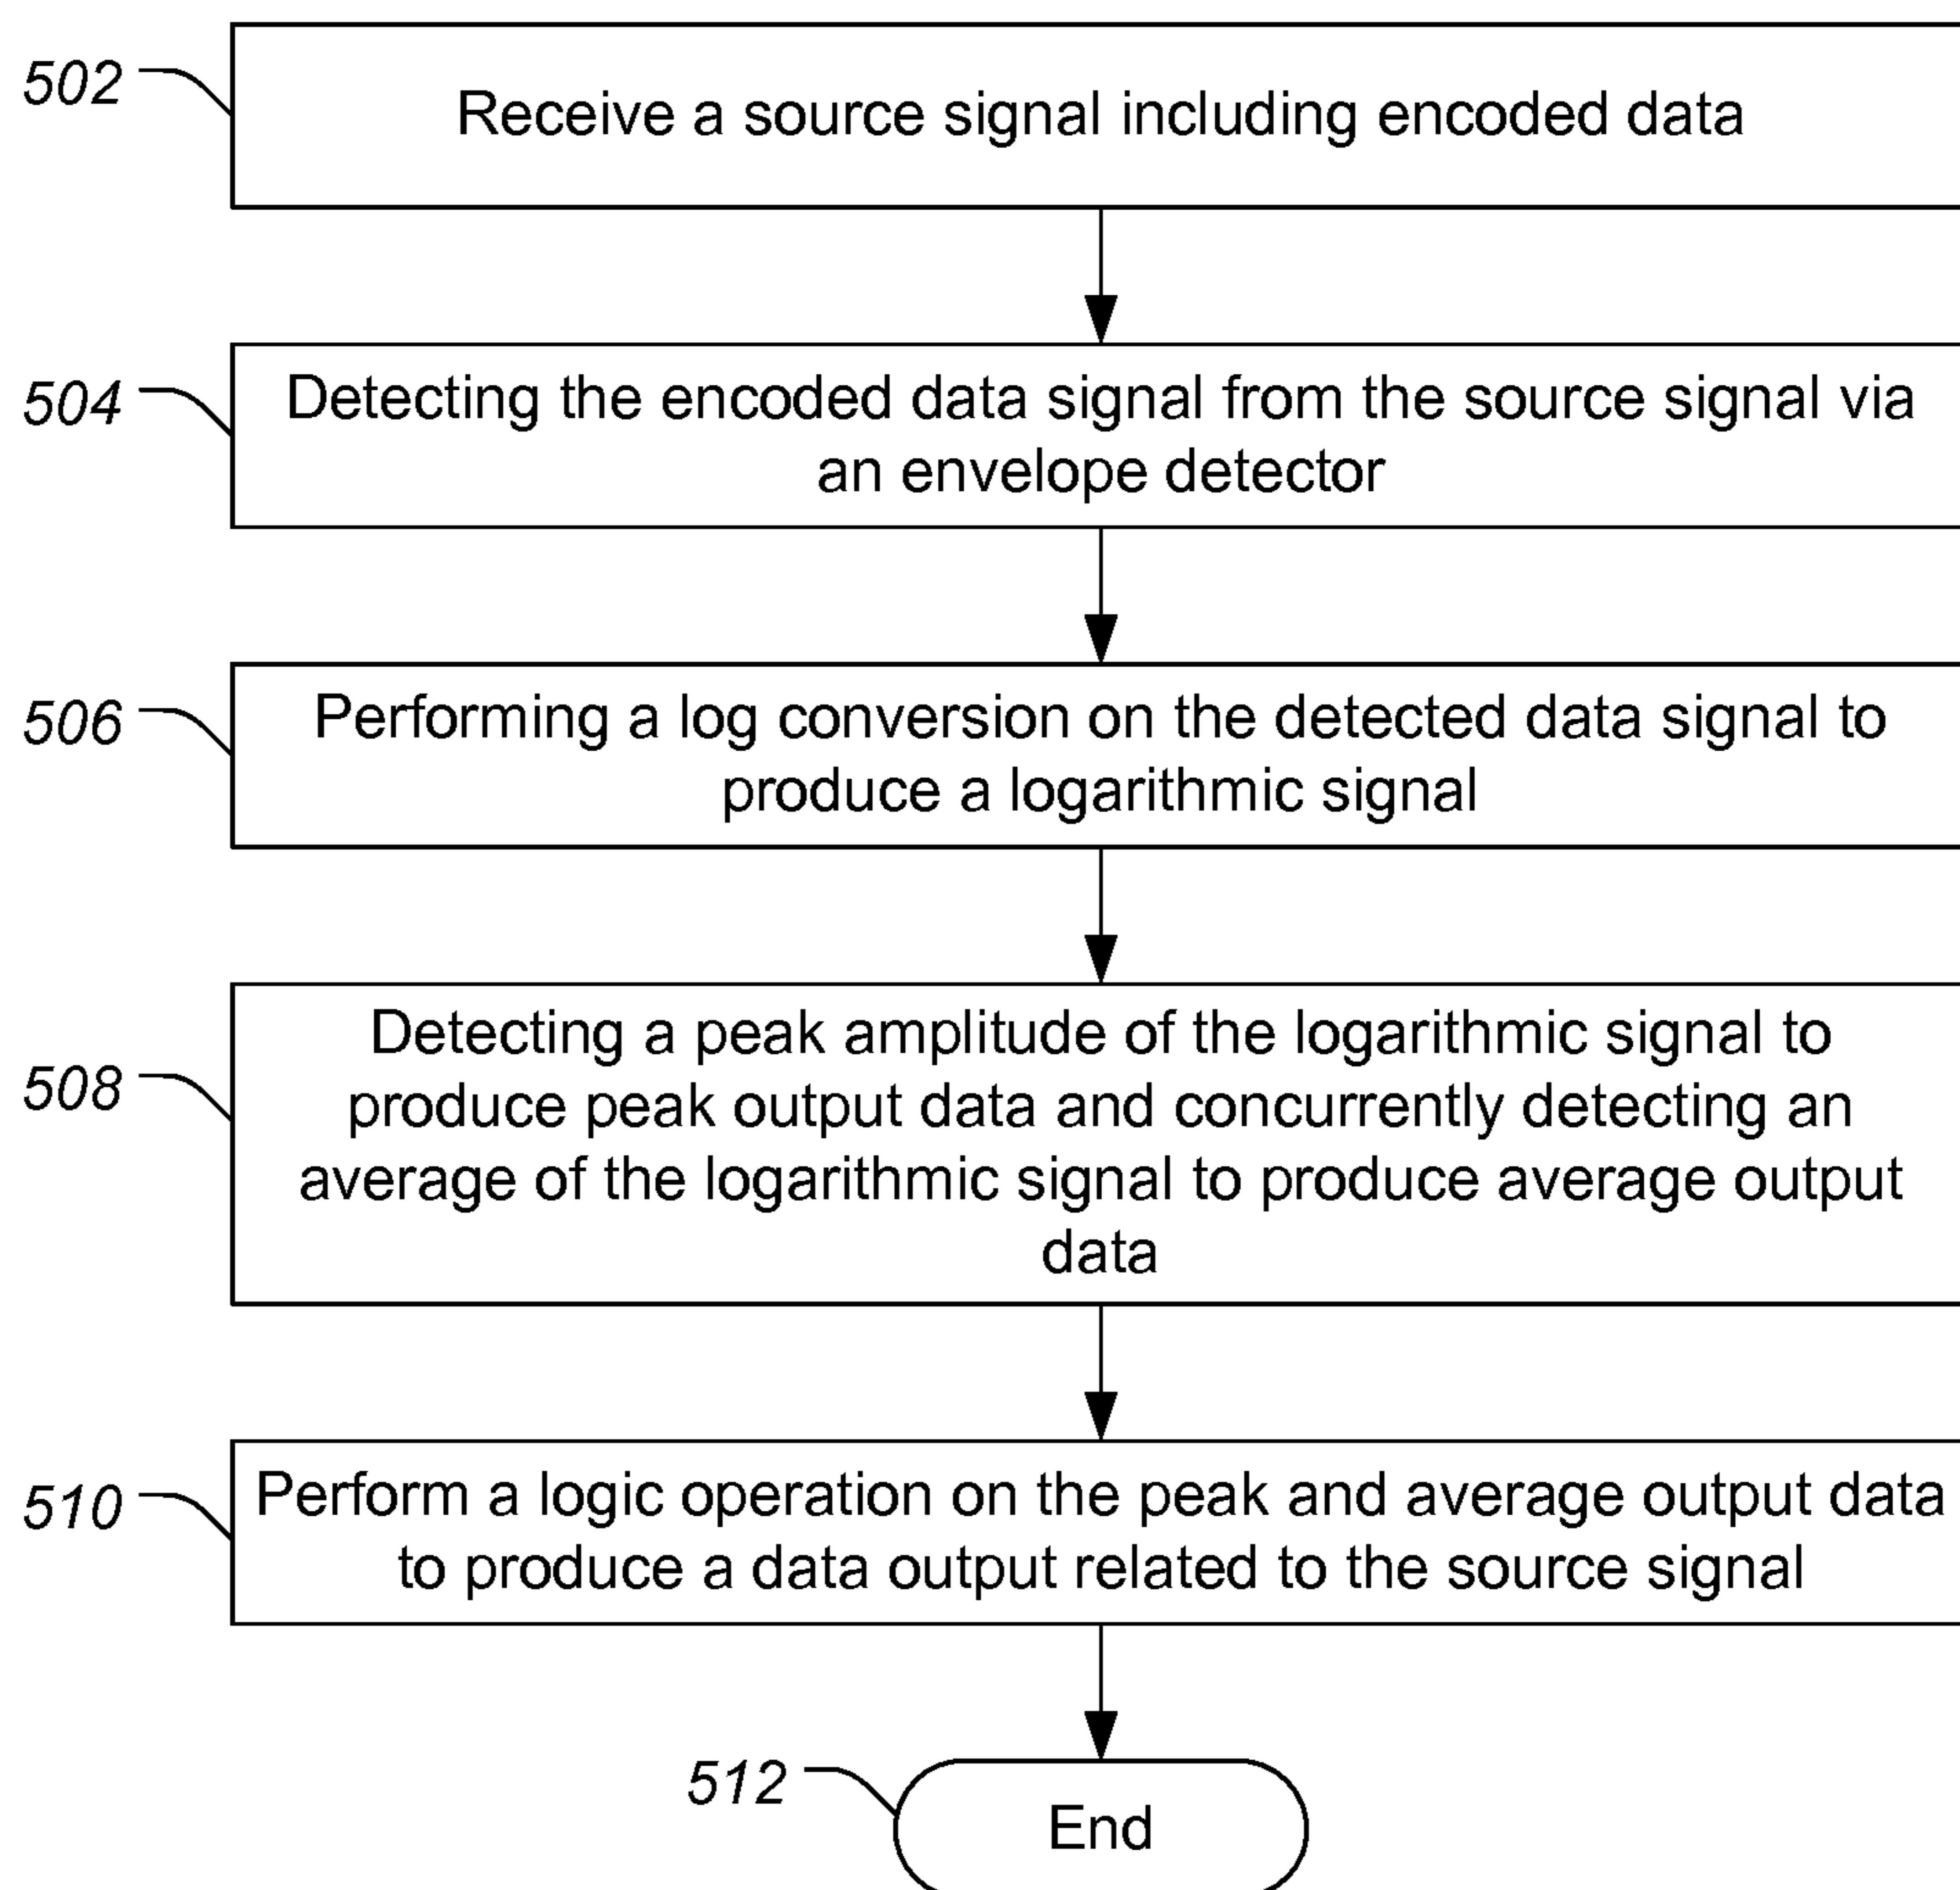 502
Receive a source signal including encoded data
504
Detecting the encoded data signal from the source signal via
an envelope detector
506
Performing a log conversion on the detected data signal to
produce a logarithmic signal
508
Detecting a peak amplitude of the logarithmic signal to
produce peak output data and concurrently detecting an
average of the logarithmic signal to produce average output
data
510
Perform a logic operation on the peak and average output data
to produce a data output related to the source signal
512
End